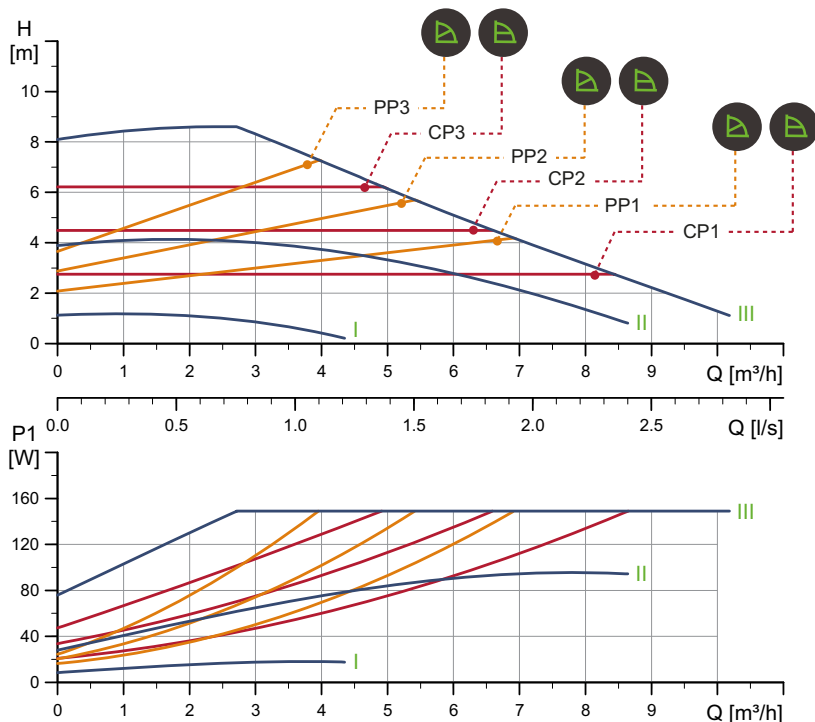 H
[m]
12
10
8
6
4
2
0
PP3
CP3
PP2
CP2
PP1
CP1
I
II
III
0 1 2 3 4 5 6 7 8 9
Q [m³/h]
0.0 0.5 1.0 1.5 2.0 2.5
Q [l/s]
P1
[W]
160
120
80
40
0
III
II
I
0 1 2 3 4 5 6 7 8 9
Q [m³/h]